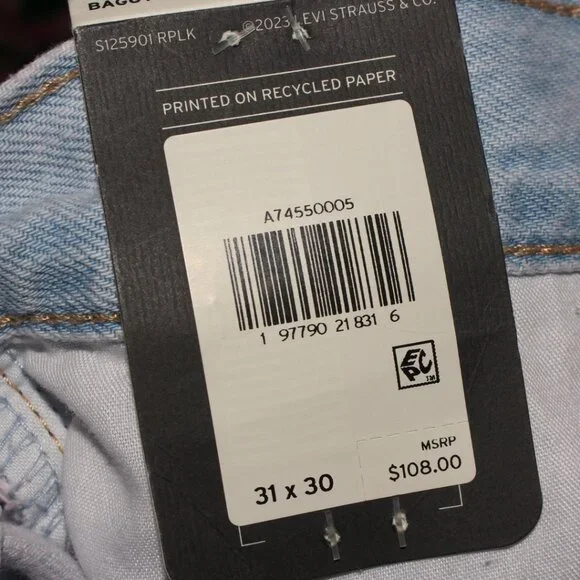 S125901 RPLK ©2023 LEVI STRAUSS & CO.
PRINTED ON RECYCLED PAPER
A74550005
1 97790 21831 6
EPC
MSRP
$108.00
31 x 30